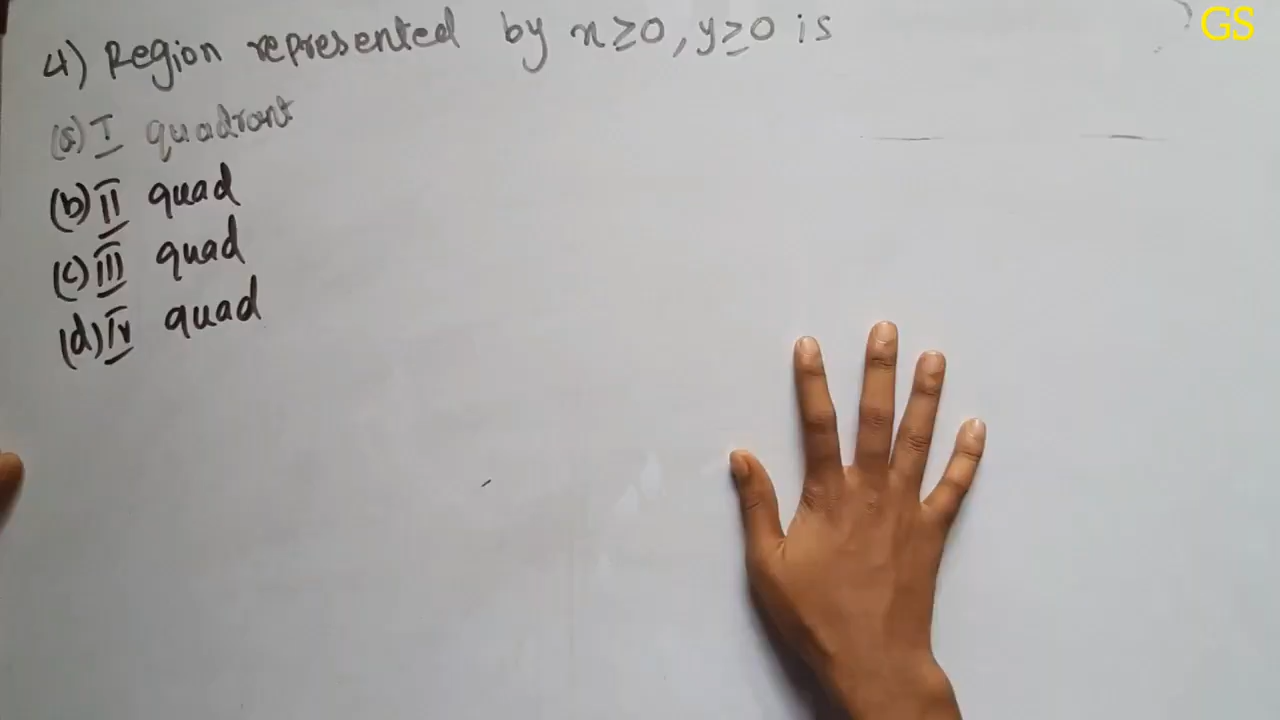 4) Region represented by x≥0, y≥0 is
(a) I quadrant
(b) II quad
(c) III quad
(d) IV quad
GS